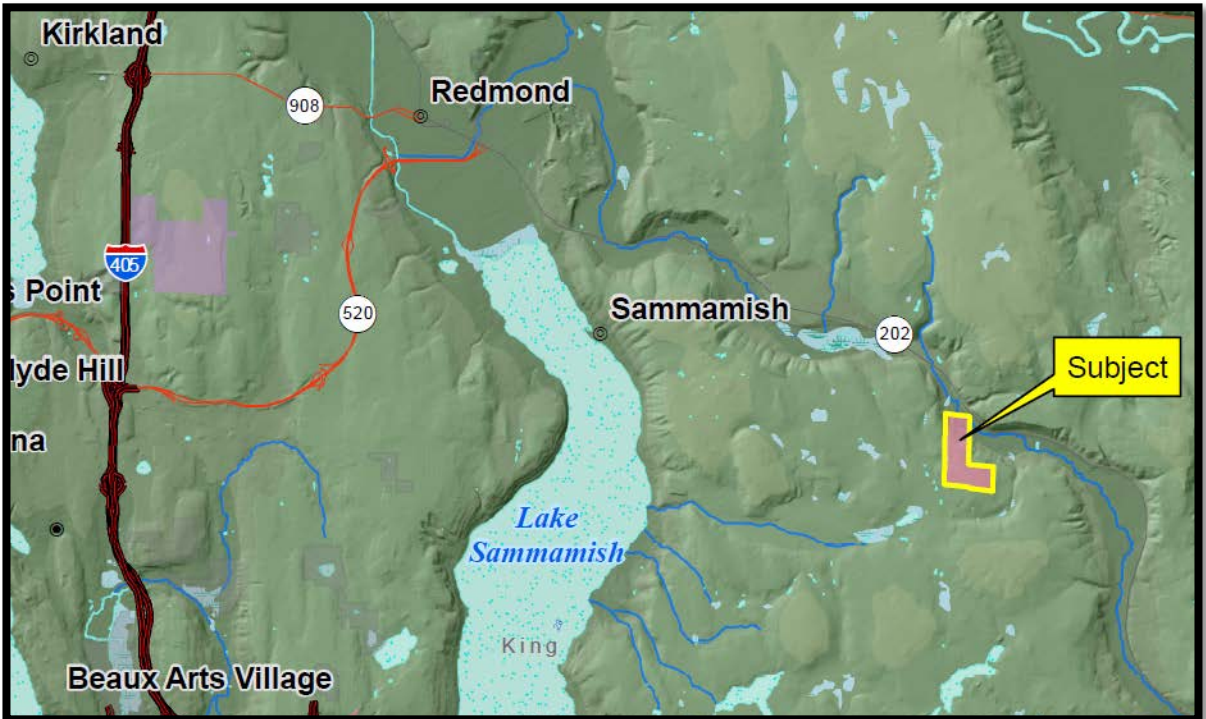 Kirkland
908
Redmond
405
s Point
520
Sammamish
202
Subject
lyde Hill
na
Lake
Sammamish
King
Beaux Arts Village